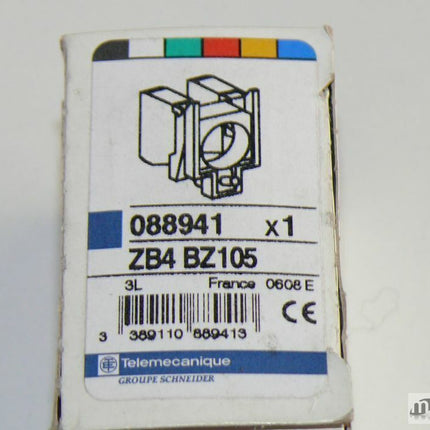 088941 x1
ZB4 BZ105
3L France 0608 E
3 389110 889413 CE
Telemecanique
GROUPE SCHNEIDER